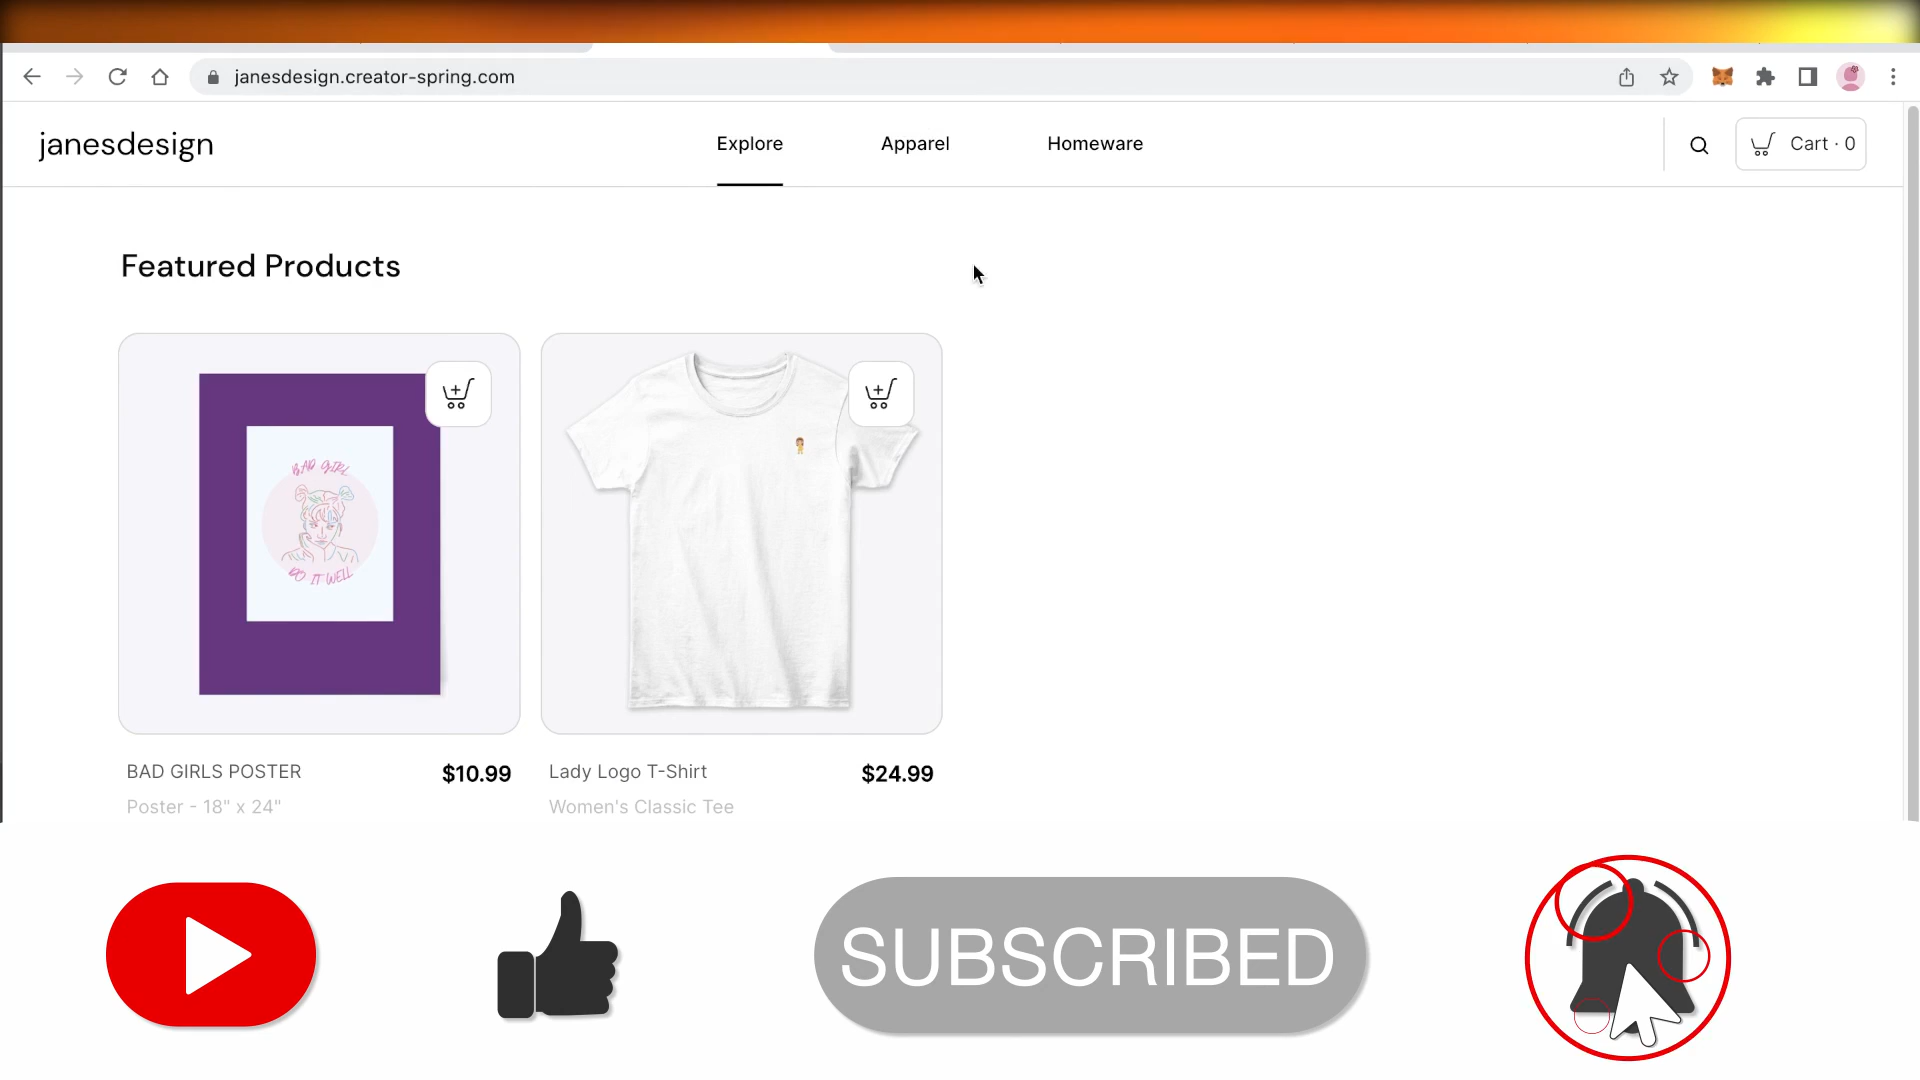 janesdesign.creator-spring.com
janesdesign
Explore
Apparel
Homeware
Cart · 0
Featured Products
BAD GIRL
DO IT WELL
BAD GIRLS POSTER
$10.99
Lady Logo T-Shirt
$24.99
Poster - 18" x 24"
Women's Classic Tee
SUBSCRIBED